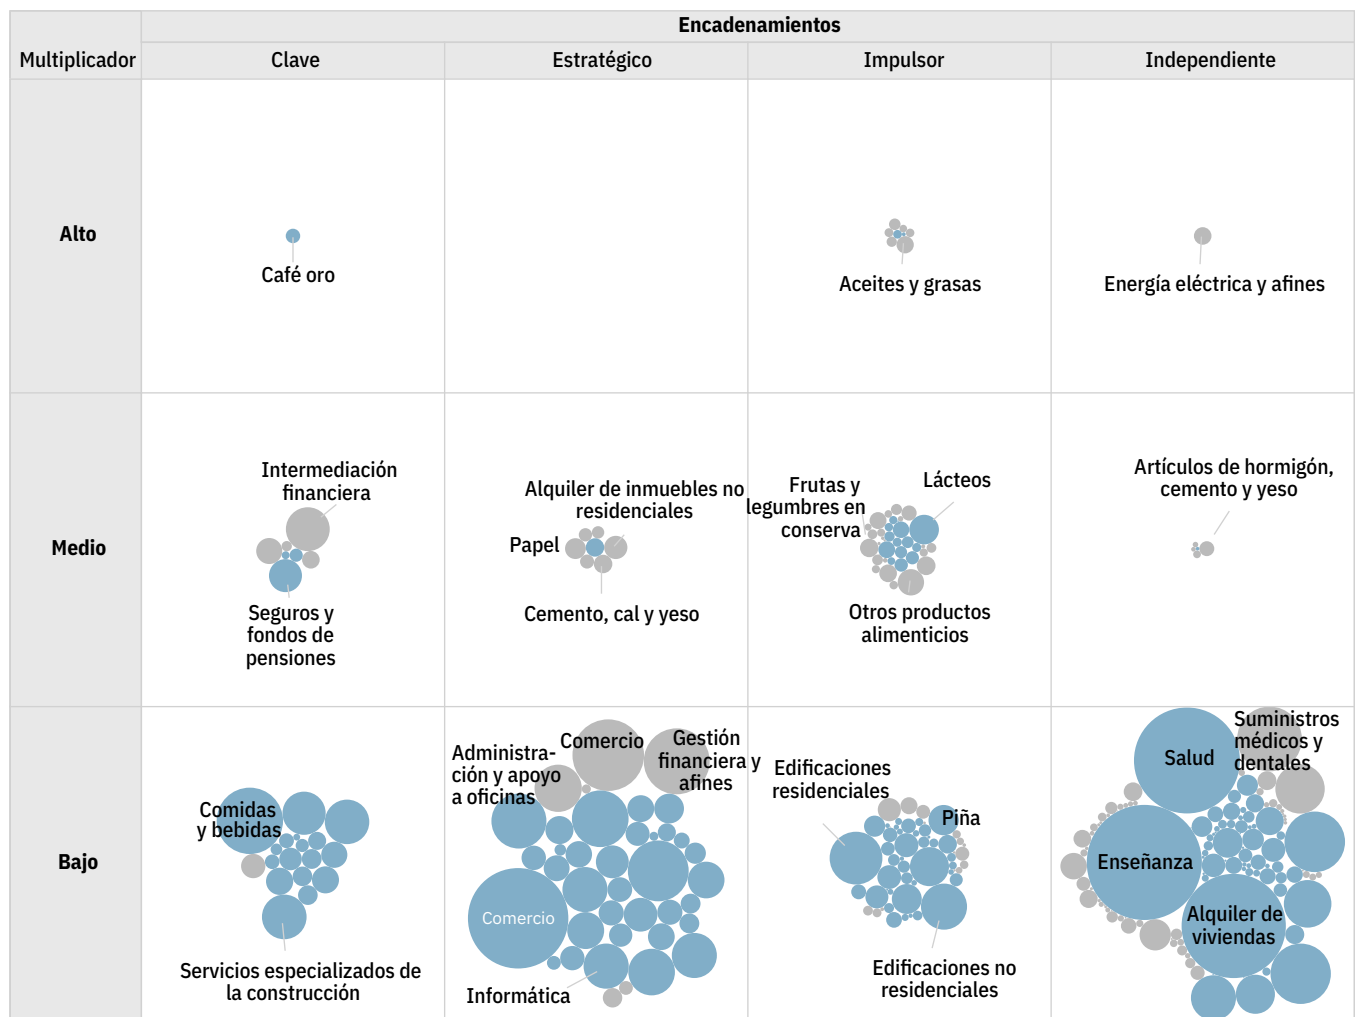 Encadenamientos
Multiplicador
Clave
Estratégico
Impulsor
Independiente
Alto
Café oro
Aceites y grasas
Energía eléctrica y afines
Medio
Intermediación
financiera
Seguros y
fondos de
pensiones
Alquiler de inmuebles no
residenciales
Papel
Cemento, cal y yeso
Frutas y
legumbres en
conserva
Lácteos
Otros productos
alimenticios
Artículos de hormigón,
cemento y yeso
Bajo
Comidas
y bebidas
Servicios especializados de
la construcción
Administra-
ción y apoyo
a oficinas
Comercio
Gestión
financiera y
afines
Comercio
Informática
Edificaciones
residenciales
Piña
Edificaciones no
residenciales
Salud
Suministros
médicos y
dentales
Enseñanza
Alquiler de
viviendas